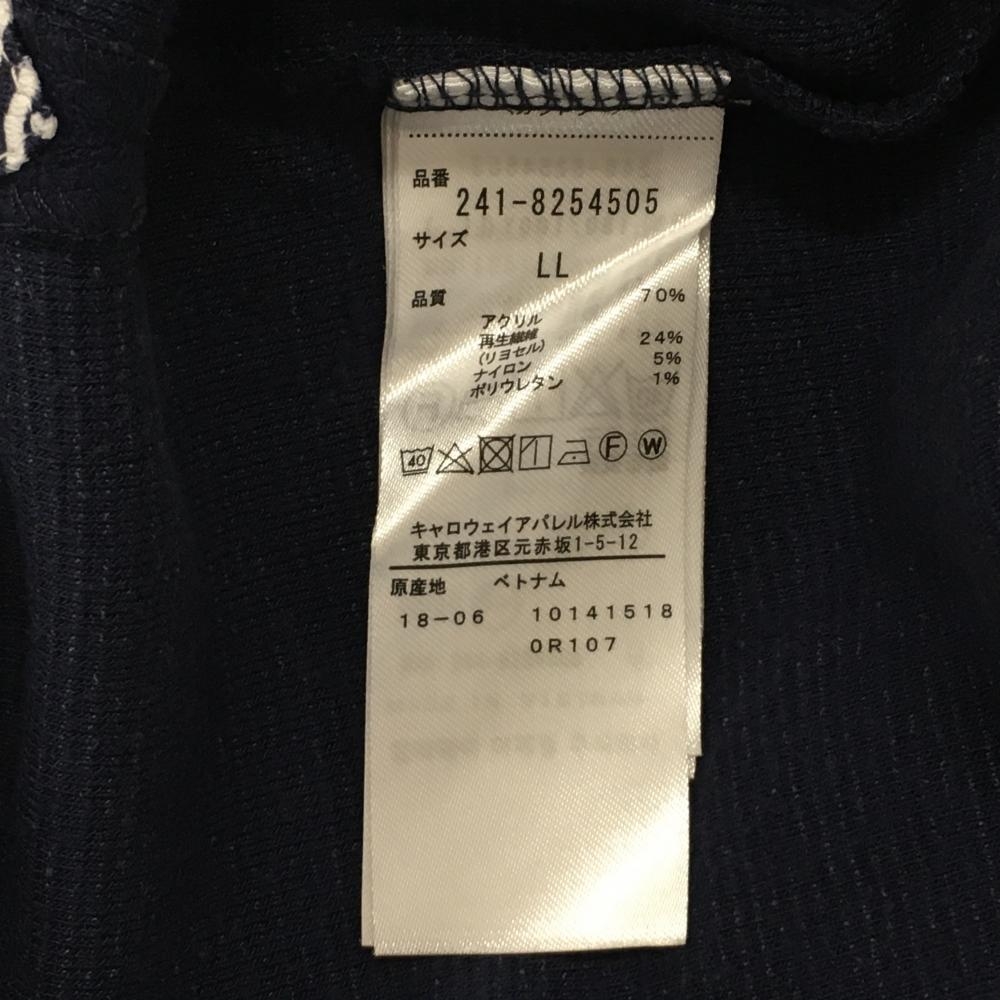 品番
241-8254505
サイズ
LL
品質
70%
アクリル
再生繊維 24%
(リヨセル)
ナイロン 5%
ポリウレタン 1%
40 F W
キャロウェイアパレル株式会社
東京都港区元赤坂1-5-12
原産地 ベトナム
18-06 10141518
0R107